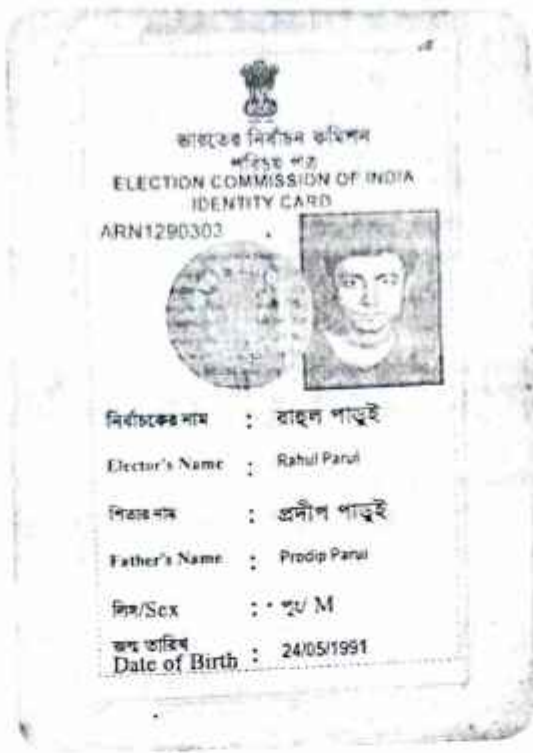 ভারতের নির্বাচন কমিশন
পরিচয় পত্র
ELECTION COMMISSION OF INDIA
IDENTITY CARD
ARN1290303
নির্বাচকের নাম : রাহুল পাড়ুই
Elector's Name : Rahul Parui
পিতার নাম : প্রদীপ পাড়ুই
Father's Name : Prodip Parui
লিঙ্গ/Sex : পুং/ M
জন্ম তারিখ
Date of Birth : 24/05/1991